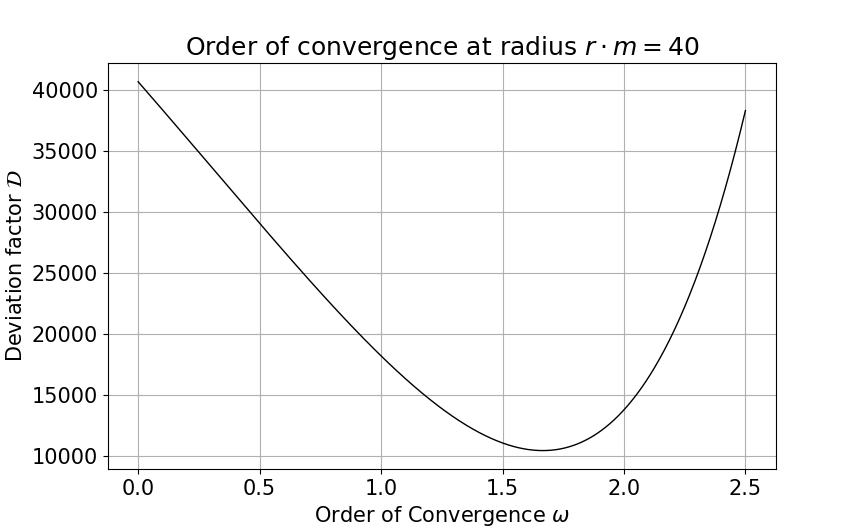 Order of convergence at radius r · m = 40
Deviation factor 𝒟
40000
35000
30000
25000
20000
15000
10000
0.0 0.5 1.0 1.5 2.0 2.5
Order of Convergence ω